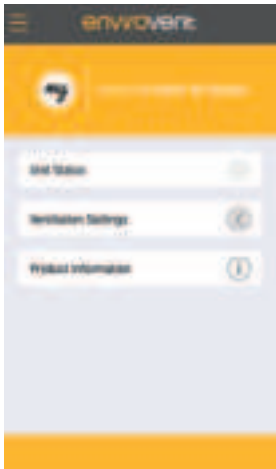 envirovent
Unit Status
Ventilation Settings
Product Information